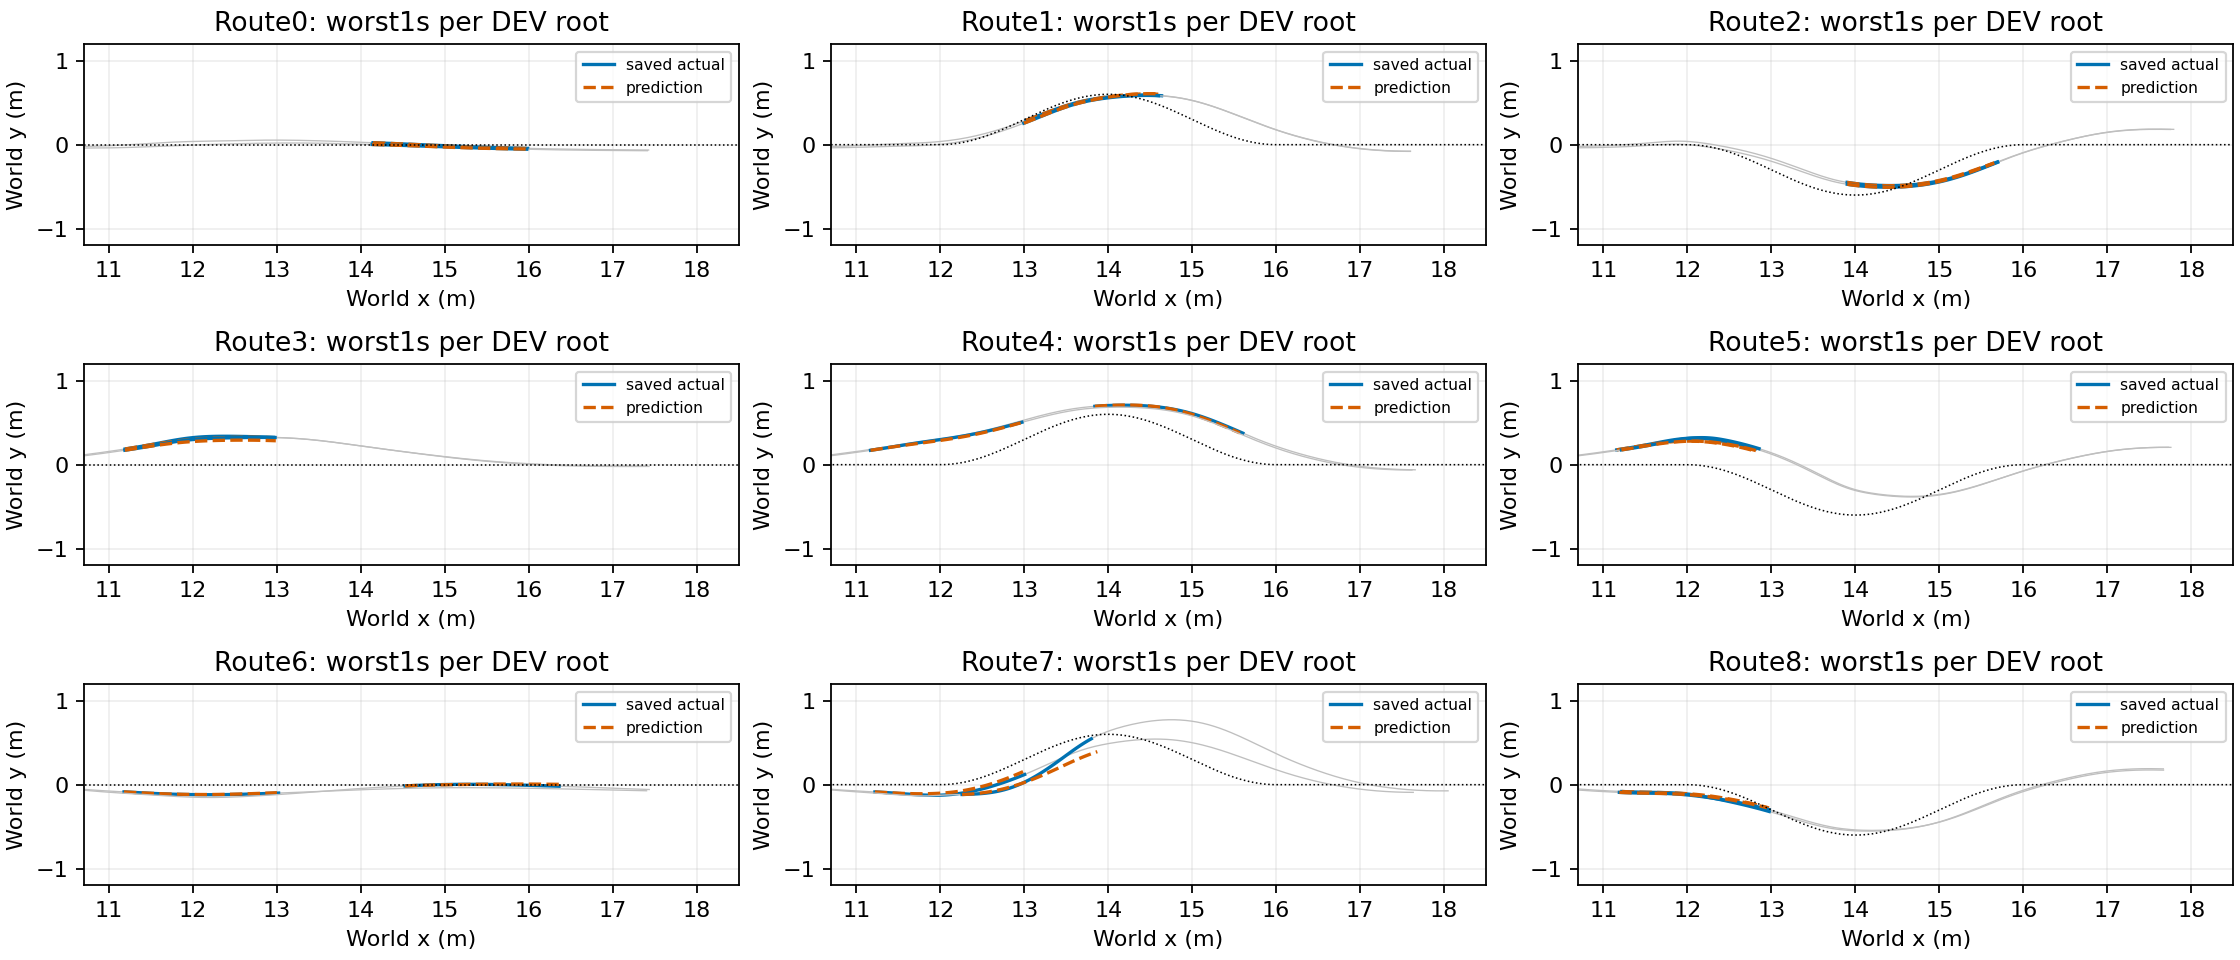 Route0: worst1s per DEV root
World y (m)
1
0
−1
saved actual
prediction
11 12 13 14 15 16 17 18
World x (m)
Route1: worst1s per DEV root
World y (m)
1
0
−1
saved actual
prediction
11 12 13 14 15 16 17 18
World x (m)
Route2: worst1s per DEV root
World y (m)
1
0
−1
saved actual
prediction
11 12 13 14 15 16 17 18
World x (m)
Route3: worst1s per DEV root
World y (m)
1
0
−1
saved actual
prediction
11 12 13 14 15 16 17 18
World x (m)
Route4: worst1s per DEV root
World y (m)
1
0
−1
saved actual
prediction
11 12 13 14 15 16 17 18
World x (m)
Route5: worst1s per DEV root
World y (m)
1
0
−1
saved actual
prediction
11 12 13 14 15 16 17 18
World x (m)
Route6: worst1s per DEV root
World y (m)
1
0
−1
saved actual
prediction
11 12 13 14 15 16 17 18
World x (m)
Route7: worst1s per DEV root
World y (m)
1
0
−1
saved actual
prediction
11 12 13 14 15 16 17 18
World x (m)
Route8: worst1s per DEV root
World y (m)
1
0
−1
saved actual
prediction
11 12 13 14 15 16 17 18
World x (m)